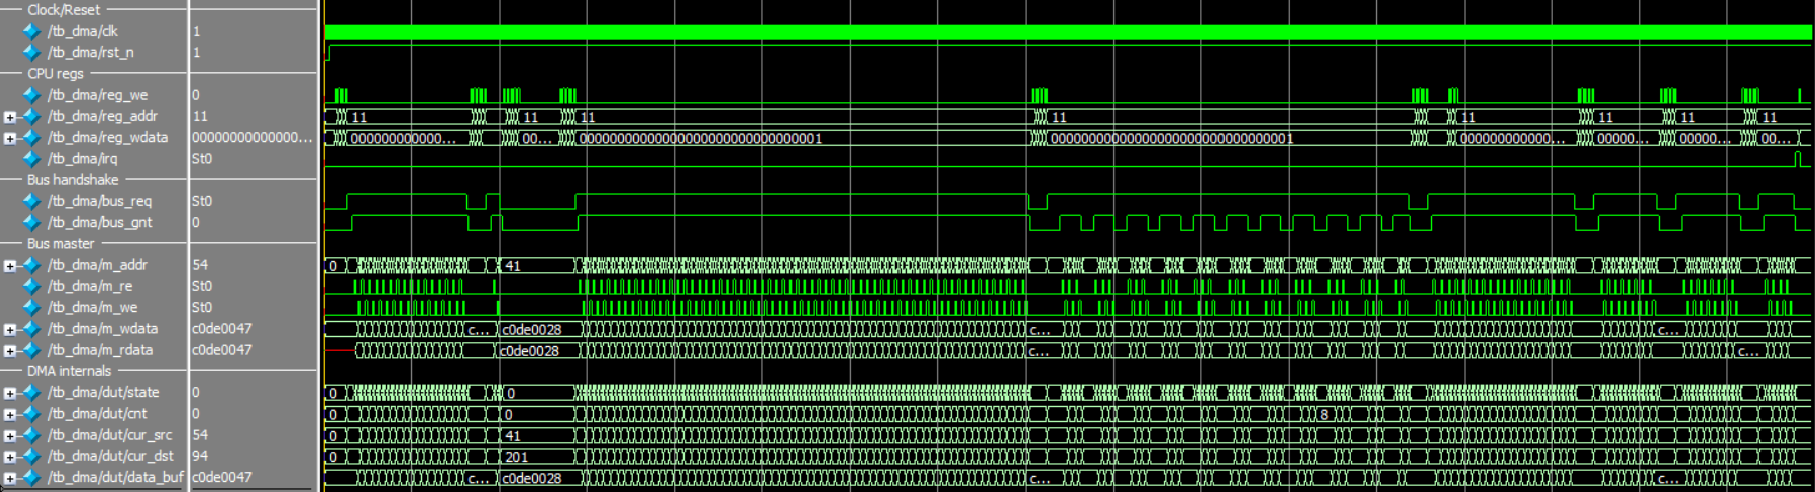 Clock/Reset
/tb_dma/clk 1
/tb_dma/rst_n 1
CPU regs
/tb_dma/reg_we 0
/tb_dma/reg_addr 11 11 11 11 11 11 11 11 11
/tb_dma/reg_wdata 00000000000000... 000000000000... 00... 00000000000000000000000000000001 00000000000000000000000000000001 000000000000... 00000... 00000... 00...
/tb_dma/irq St0
Bus handshake
/tb_dma/bus_req St0
/tb_dma/bus_gnt 0
Bus master
/tb_dma/m_addr 54 0 41
/tb_dma/m_re St0
/tb_dma/m_we St0
/tb_dma/m_wdata c0de0047 c... c0de0028 c... c...
/tb_dma/m_rdata c0de0047 c0de0028 c... c...
DMA internals
/tb_dma/dut/state 0 0 0
/tb_dma/dut/cnt 0 0 0 8
/tb_dma/dut/cur_src 54 0 41
/tb_dma/dut/cur_dst 94 0 201
/tb_dma/dut/data_buf c0de0047 c... c0de0028 c... c...